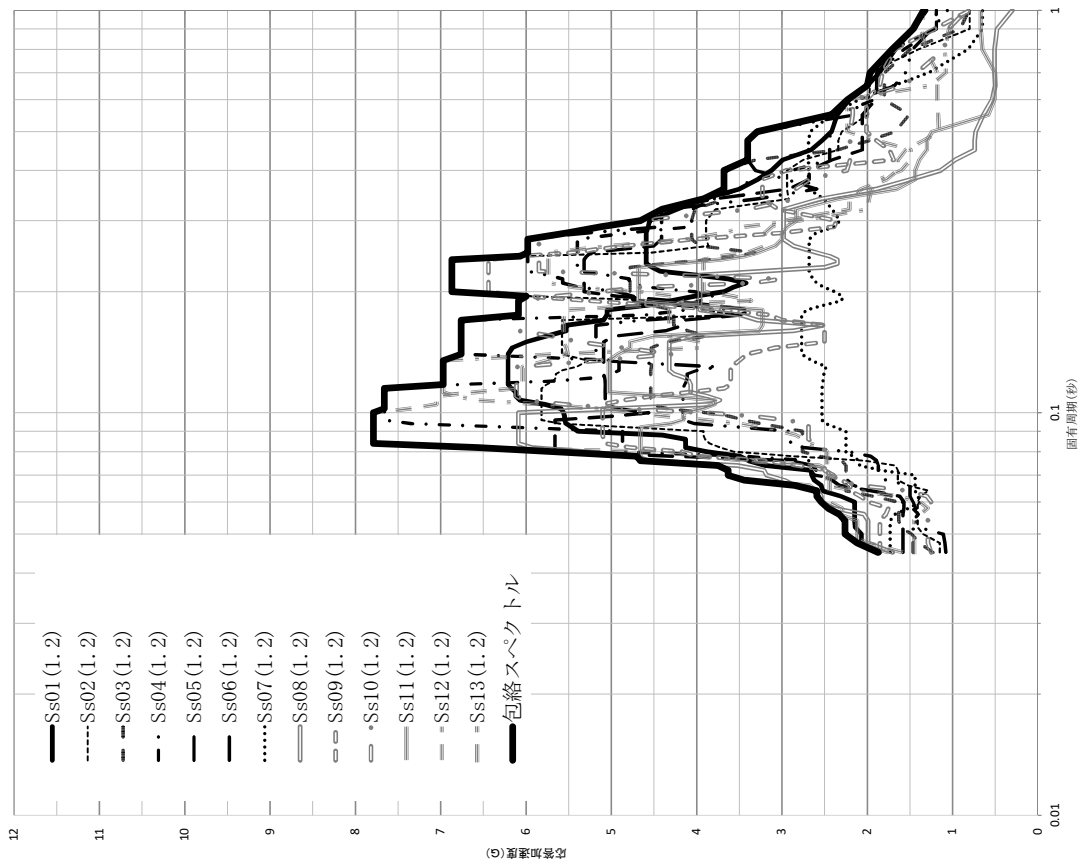 Ss01(1.2)
Ss02(1.2)
Ss03(1.2)
Ss04(1.2)
Ss05(1.2)
Ss06(1.2)
Ss07(1.2)
Ss08(1.2)
Ss09(1.2)
Ss10(1.2)
Ss11(1.2)
Ss12(1.2)
Ss13(1.2)
包絡スペクトル
12
11
10
9
8
7
6
5
4
3
2
1
0
応答加速度(G)
0.01
0.1
1
固有周期(秒)